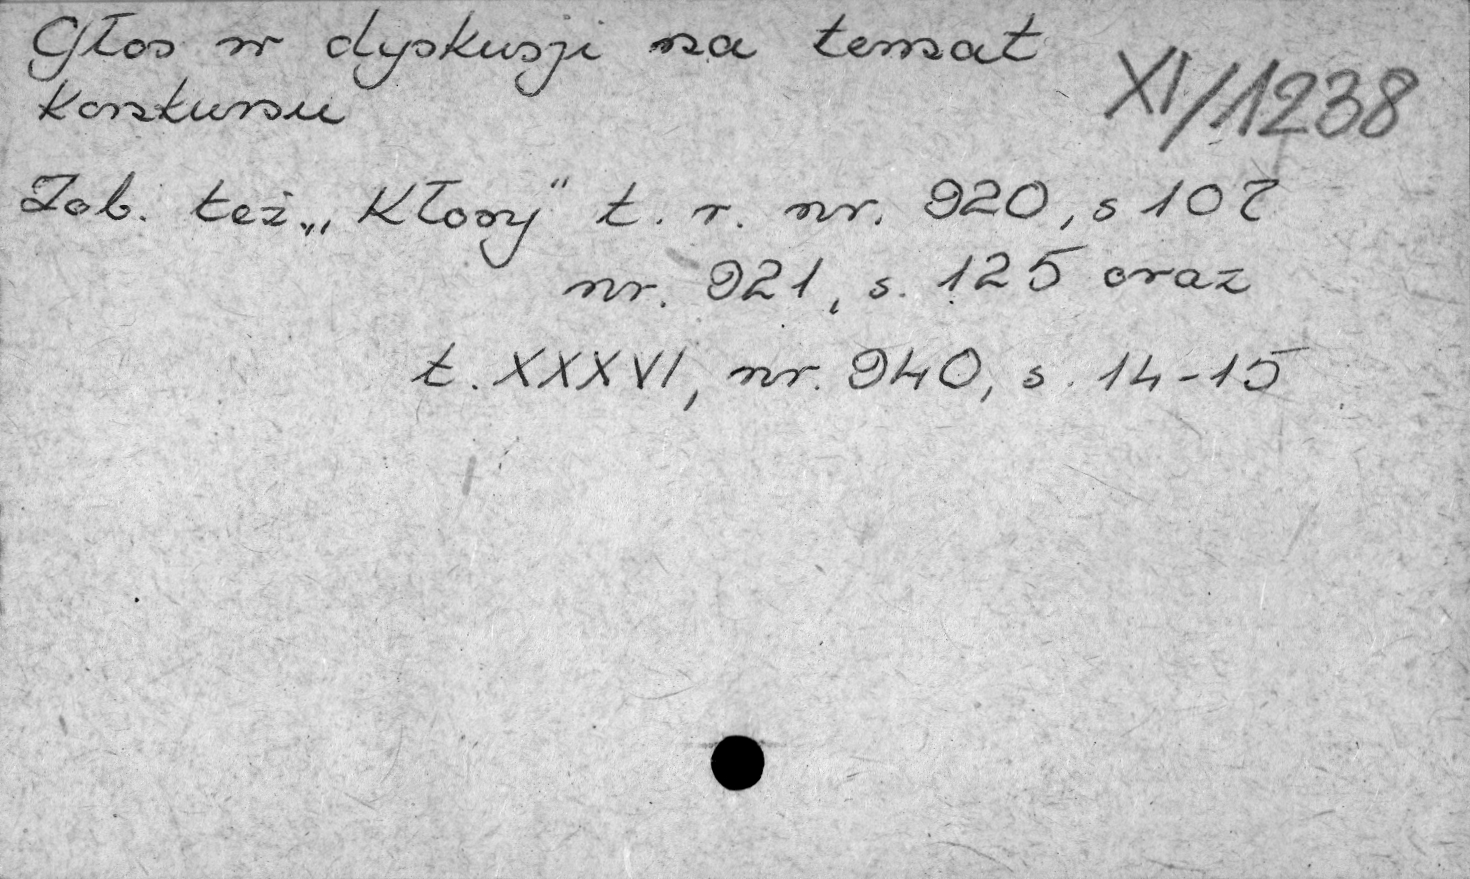 Głos w dyskusji na temat
konkursu
XI/1238
Zob. też „Kłosy" t. r. nr. 920, s 107
nr. 921, s. 125 oraz
t. XXXVI, nr. 940, s. 14-15